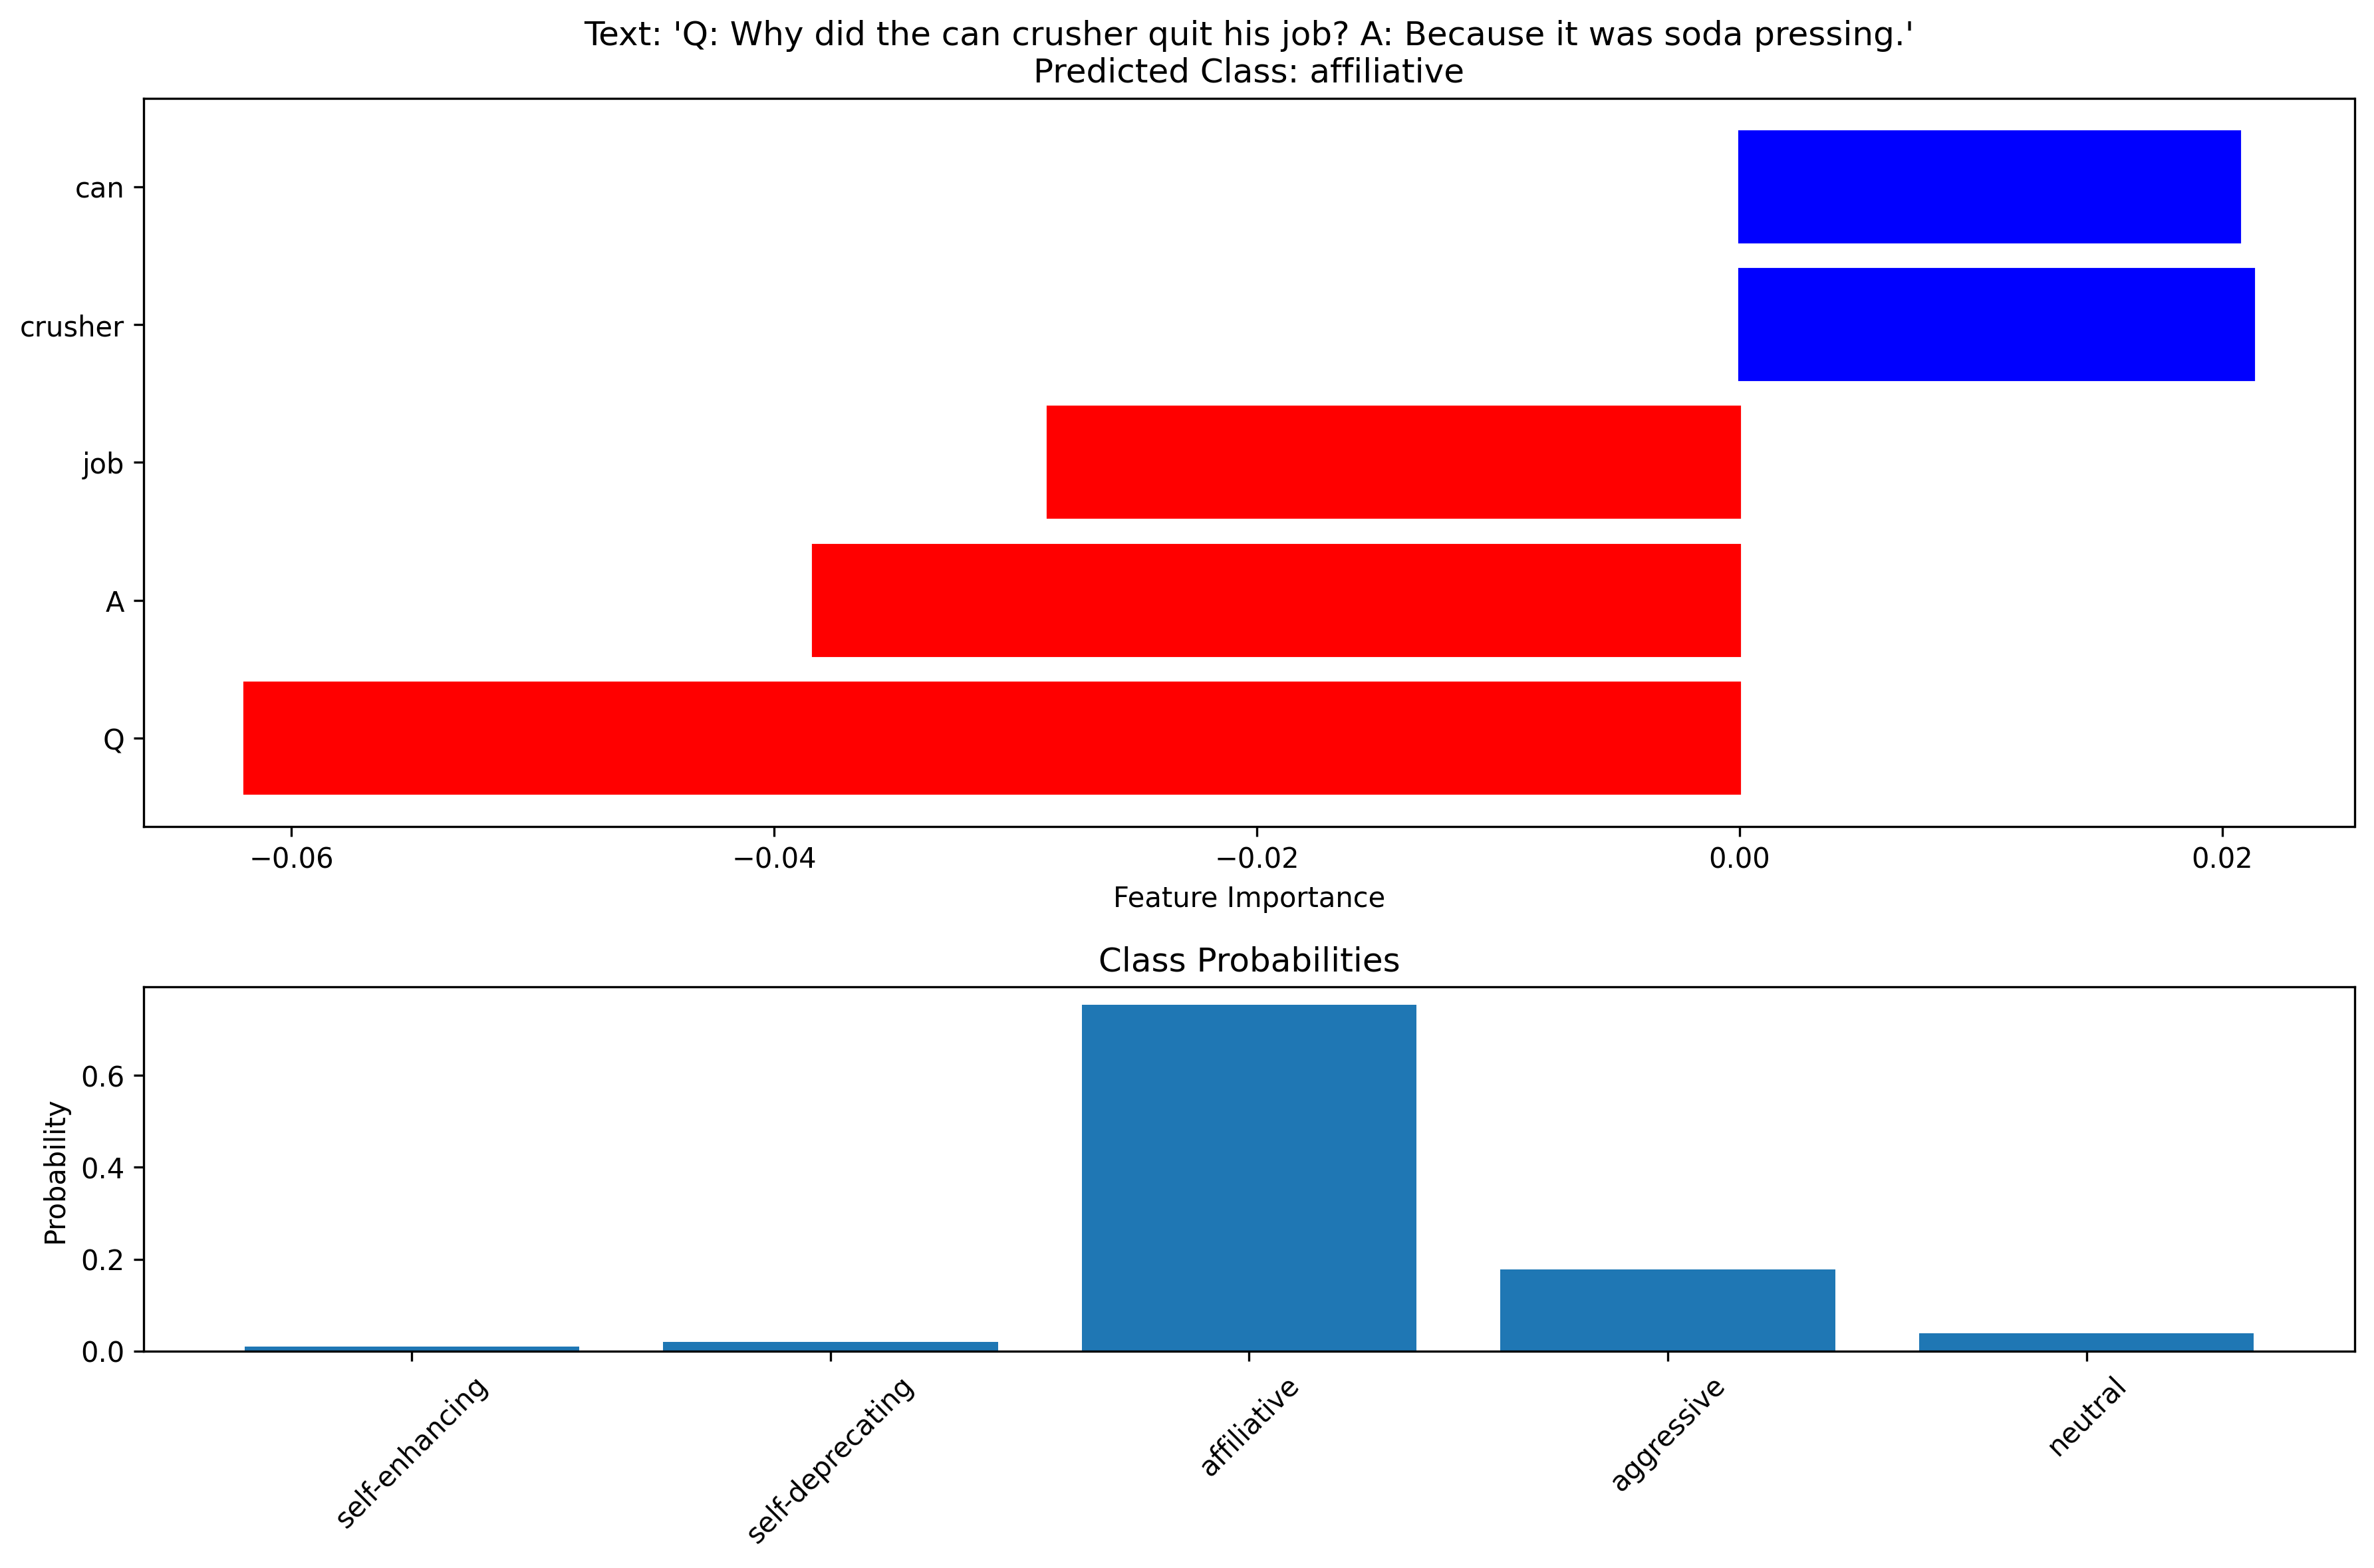 Text: 'Q: Why did the can crusher quit his job? A: Because it was soda pressing.'
Predicted Class: affiliative
can
crusher
job
A
Q
−0.06
−0.04
−0.02
0.00
0.02
Feature Importance
Class Probabilities
Probability
0.6
0.4
0.2
0.0
self-enhancing
self-deprecating
affiliative
aggressive
neutral